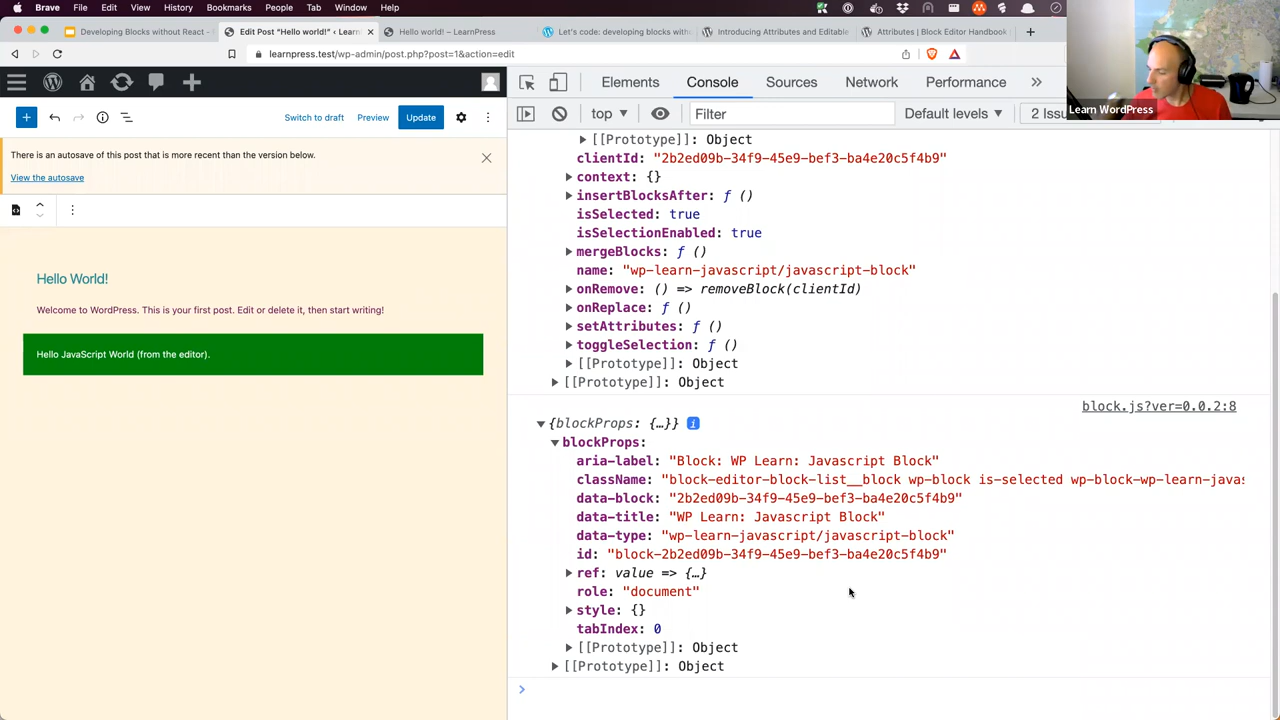 Brave File Edit View History Bookmarks People Tab Window Help
Developing Blocks without React -
Edit Post “Hello world!” ‹ Learn
Hello world! – LearnPress
Let's code: developing blocks with
Introducing Attributes and Editable
Attributes | Block Editor Handbook
learnpress.test/wp-admin/post.php?post=1&action=edit
Learn WordPress
Elements Console Sources Network Performance
Switch to draft Preview Update
top Filter Default levels 2 Issu
There is an autosave of this post that is more recent than the version below.
View the autosave
Hello World!
Welcome to WordPress. This is your first post. Edit or delete it, then start writing!
Hello JavaScript World (from the editor).
[[Prototype]]: Object
clientId: "2b2ed09b-34f9-45e9-bef3-ba4e20c5f4b9"
context: {}
insertBlocksAfter: ƒ ()
isSelected: true
isSelectionEnabled: true
mergeBlocks: ƒ ()
name: "wp-learn-javascript/javascript-block"
onRemove: () => removeBlock(clientId)
onReplace: ƒ ()
setAttributes: ƒ ()
toggleSelection: ƒ ()
[[Prototype]]: Object
[[Prototype]]: Object
block.js?ver=0.0.2:8
{blockProps: {…}} i
blockProps:
aria-label: "Block: WP Learn: Javascript Block"
className: "block-editor-block-list__block wp-block is-selected wp-block-wp-learn-javas
data-block: "2b2ed09b-34f9-45e9-bef3-ba4e20c5f4b9"
data-title: "WP Learn: Javascript Block"
data-type: "wp-learn-javascript/javascript-block"
id: "block-2b2ed09b-34f9-45e9-bef3-ba4e20c5f4b9"
ref: value => {…}
role: "document"
style: {}
tabIndex: 0
[[Prototype]]: Object
[[Prototype]]: Object